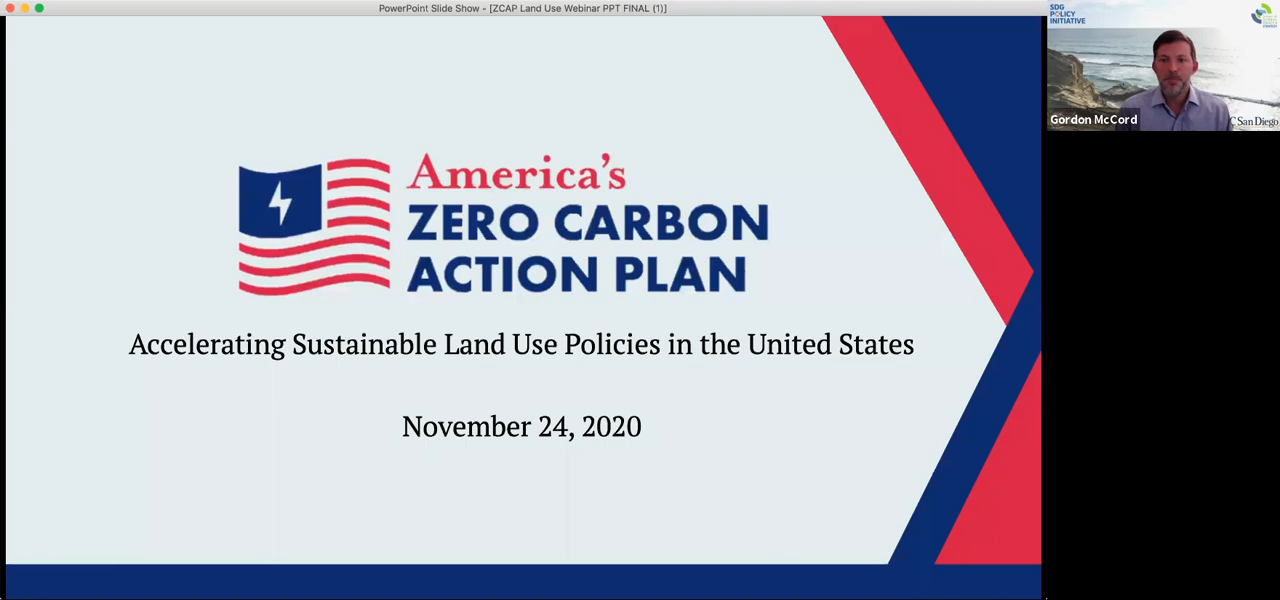 PowerPoint Slide Show - [ZCAP Land Use Webinar PPT FINAL (1)]
America's
ZERO CARBON
ACTION PLAN
Accelerating Sustainable Land Use Policies in the United States
November 24, 2020
SDG
POLICY
INITIATIVE
Gordon McCord
C San Diego